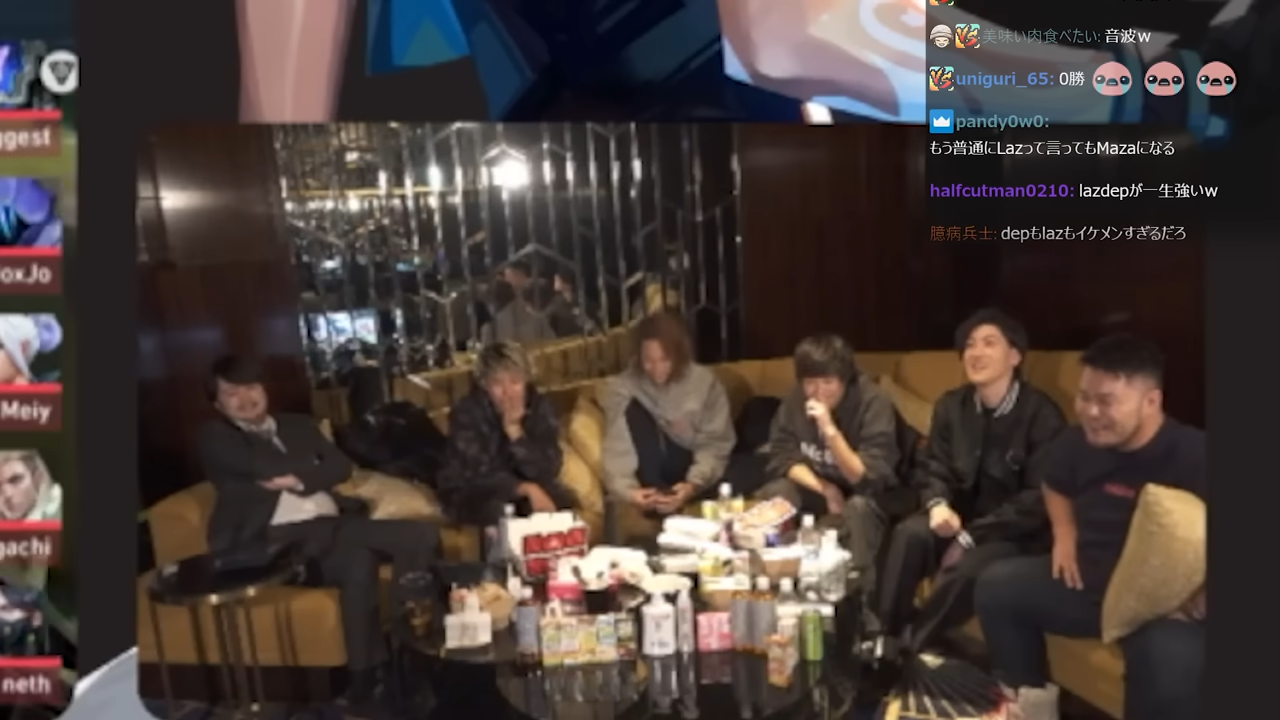 美味い肉食べたい: 音波w
uniguri_65: 0勝
pandy0w0:
もう普通にLazって言ってもMazaになる
halfcutman0210: lazdepが一生強いw
臆病兵士: depもlazもイケメンすぎるだろ
ggest
oxJo
Meiy
gachi
neth